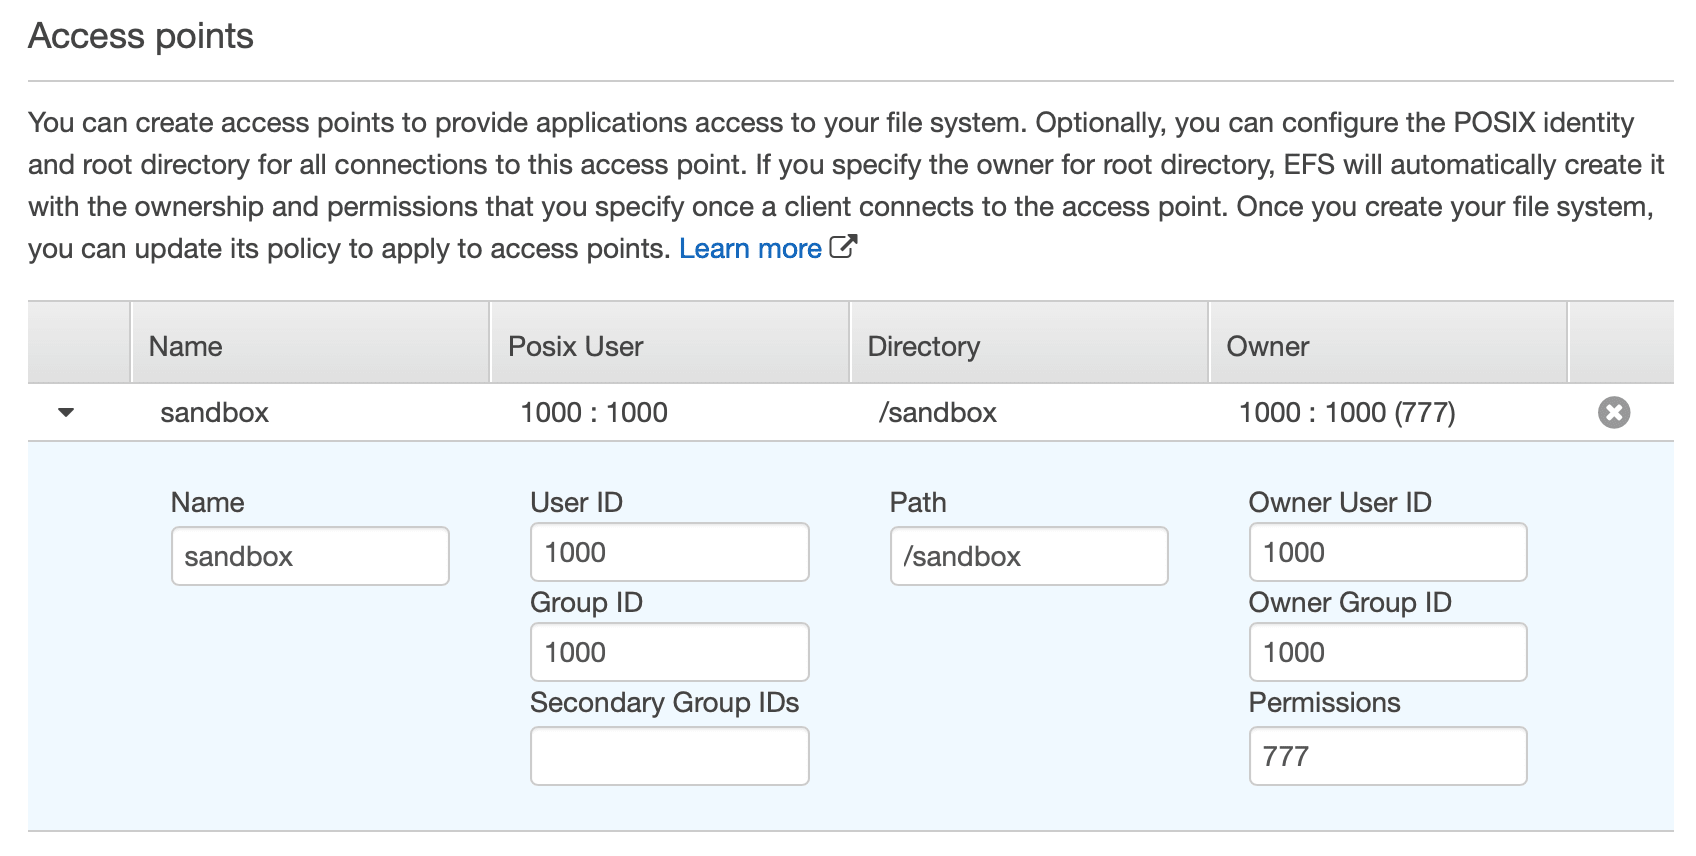 Access points
You can create access points to provide applications access to your file system. Optionally, you can configure the POSIX identity
and root directory for all connections to this access point. If you specify the owner for root directory, EFS will automatically create it
with the ownership and permissions that you specify once a client connects to the access point. Once you create your file system,
you can update its policy to apply to access points. Learn more
Name Posix User Directory Owner
sandbox 1000 : 1000 /sandbox 1000 : 1000 (777)
Name User ID Path Owner User ID
sandbox 1000 /sandbox 1000
Group ID Owner Group ID
1000 1000
Secondary Group IDs Permissions
777